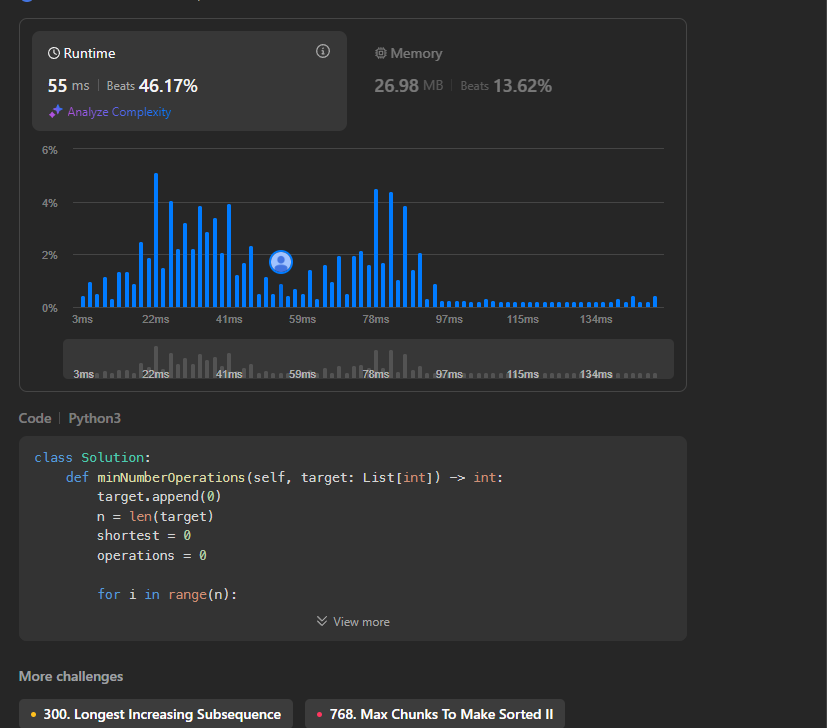 Runtime
Memory
55 ms | Beats 46.17%
26.98 MB | Beats 13.62%
Analyze Complexity
6%
4%
2%
0%
3ms 22ms 41ms 59ms 78ms 97ms 115ms 134ms
3ms 22ms 41ms 59ms 78ms 97ms 115ms 134ms
Code | Python3
class Solution:
    def minNumberOperations(self, target: List[int]) -> int:
        target.append(0)
        n = len(target)
        shortest = 0
        operations = 0
        for i in range(n):
View more
More challenges
300. Longest Increasing Subsequence
768. Max Chunks To Make Sorted II